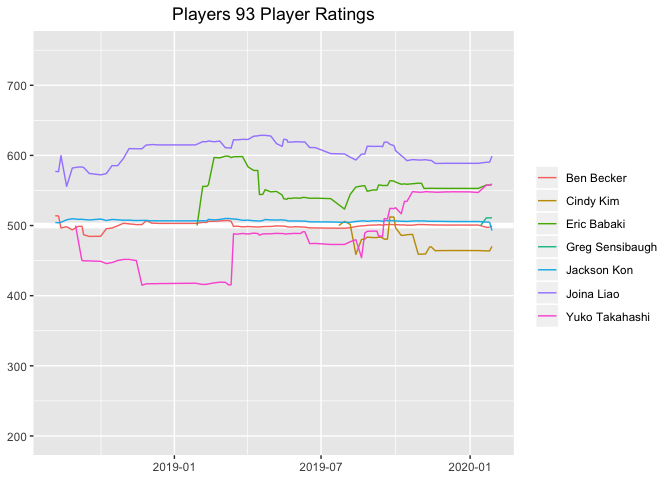 Players 93 Player Ratings
700
600
500
400
300
200
2019-01
2019-07
2020-01
Ben Becker
Cindy Kim
Eric Babaki
Greg Sensibaugh
Jackson Kon
Joina Liao
Yuko Takahashi